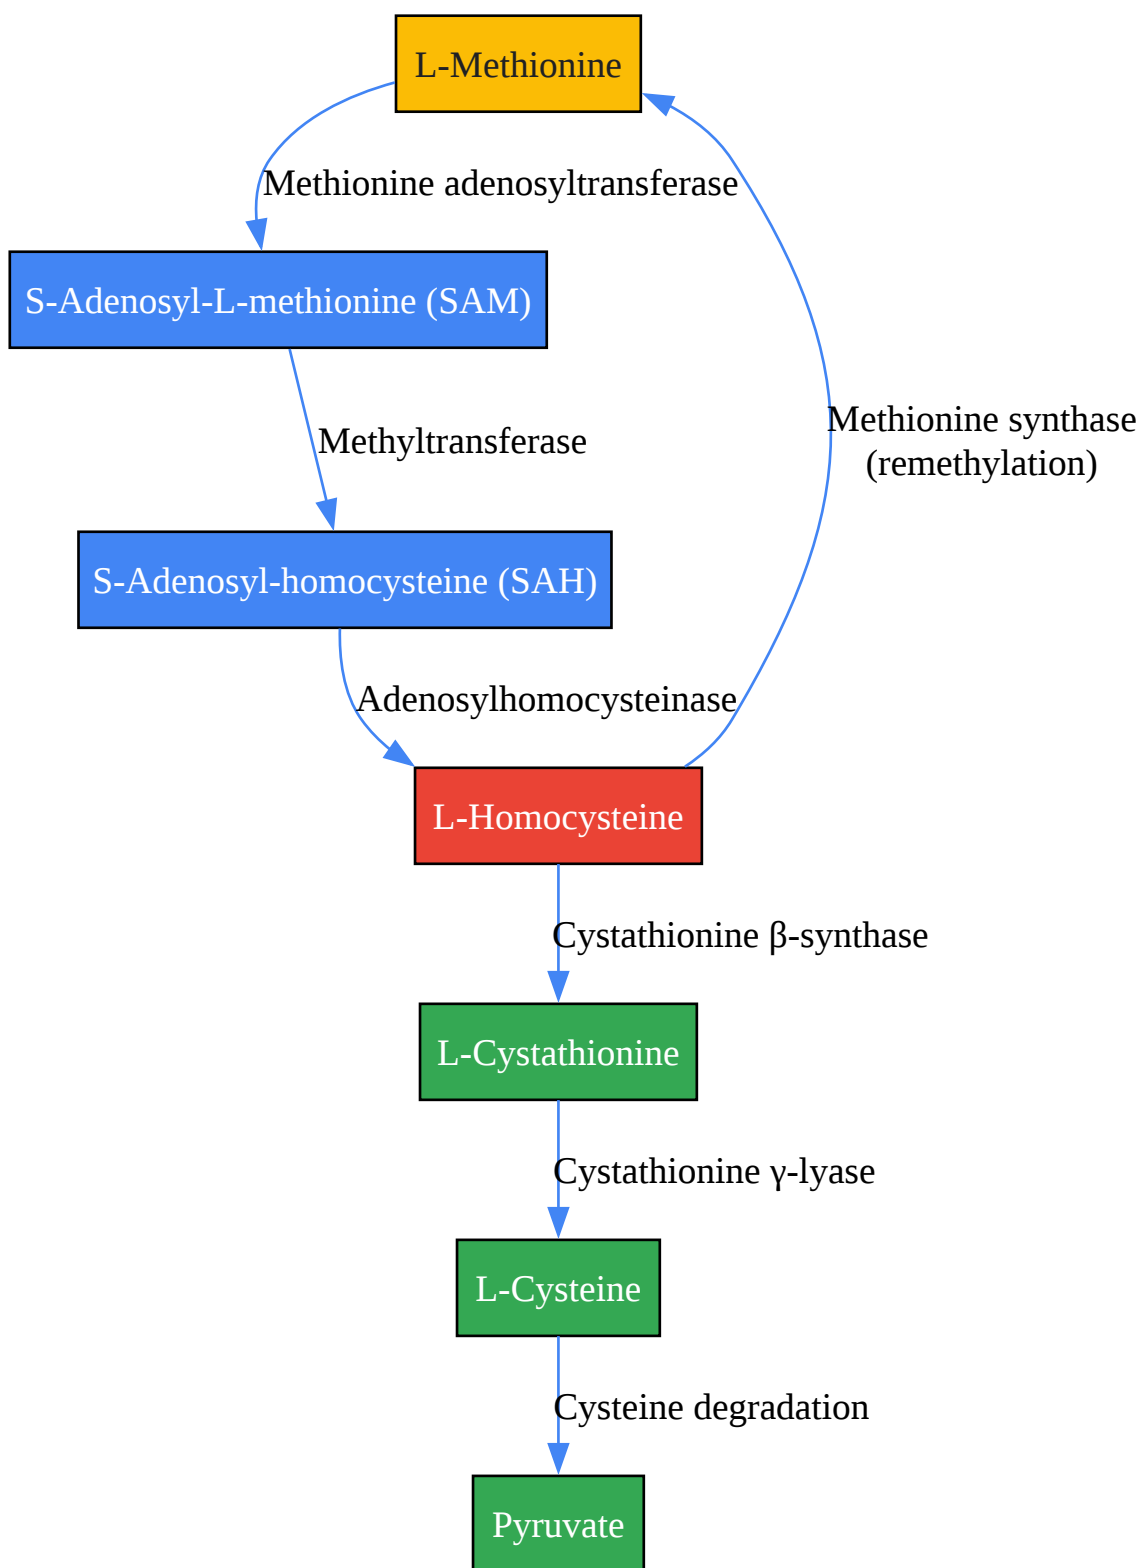 L-Methionine
Methionine adenosyltransferase
S-Adenosyl-L-methionine (SAM)
Methionine synthase
(remethylation)
Methyltransferase
S-Adenosyl-homocysteine (SAH)
Adenosylhomocysteinase
L-Homocysteine
Cystathionine β-synthase
L-Cystathionine
Cystathionine γ-lyase
L-Cysteine
Cysteine degradation
Pyruvate